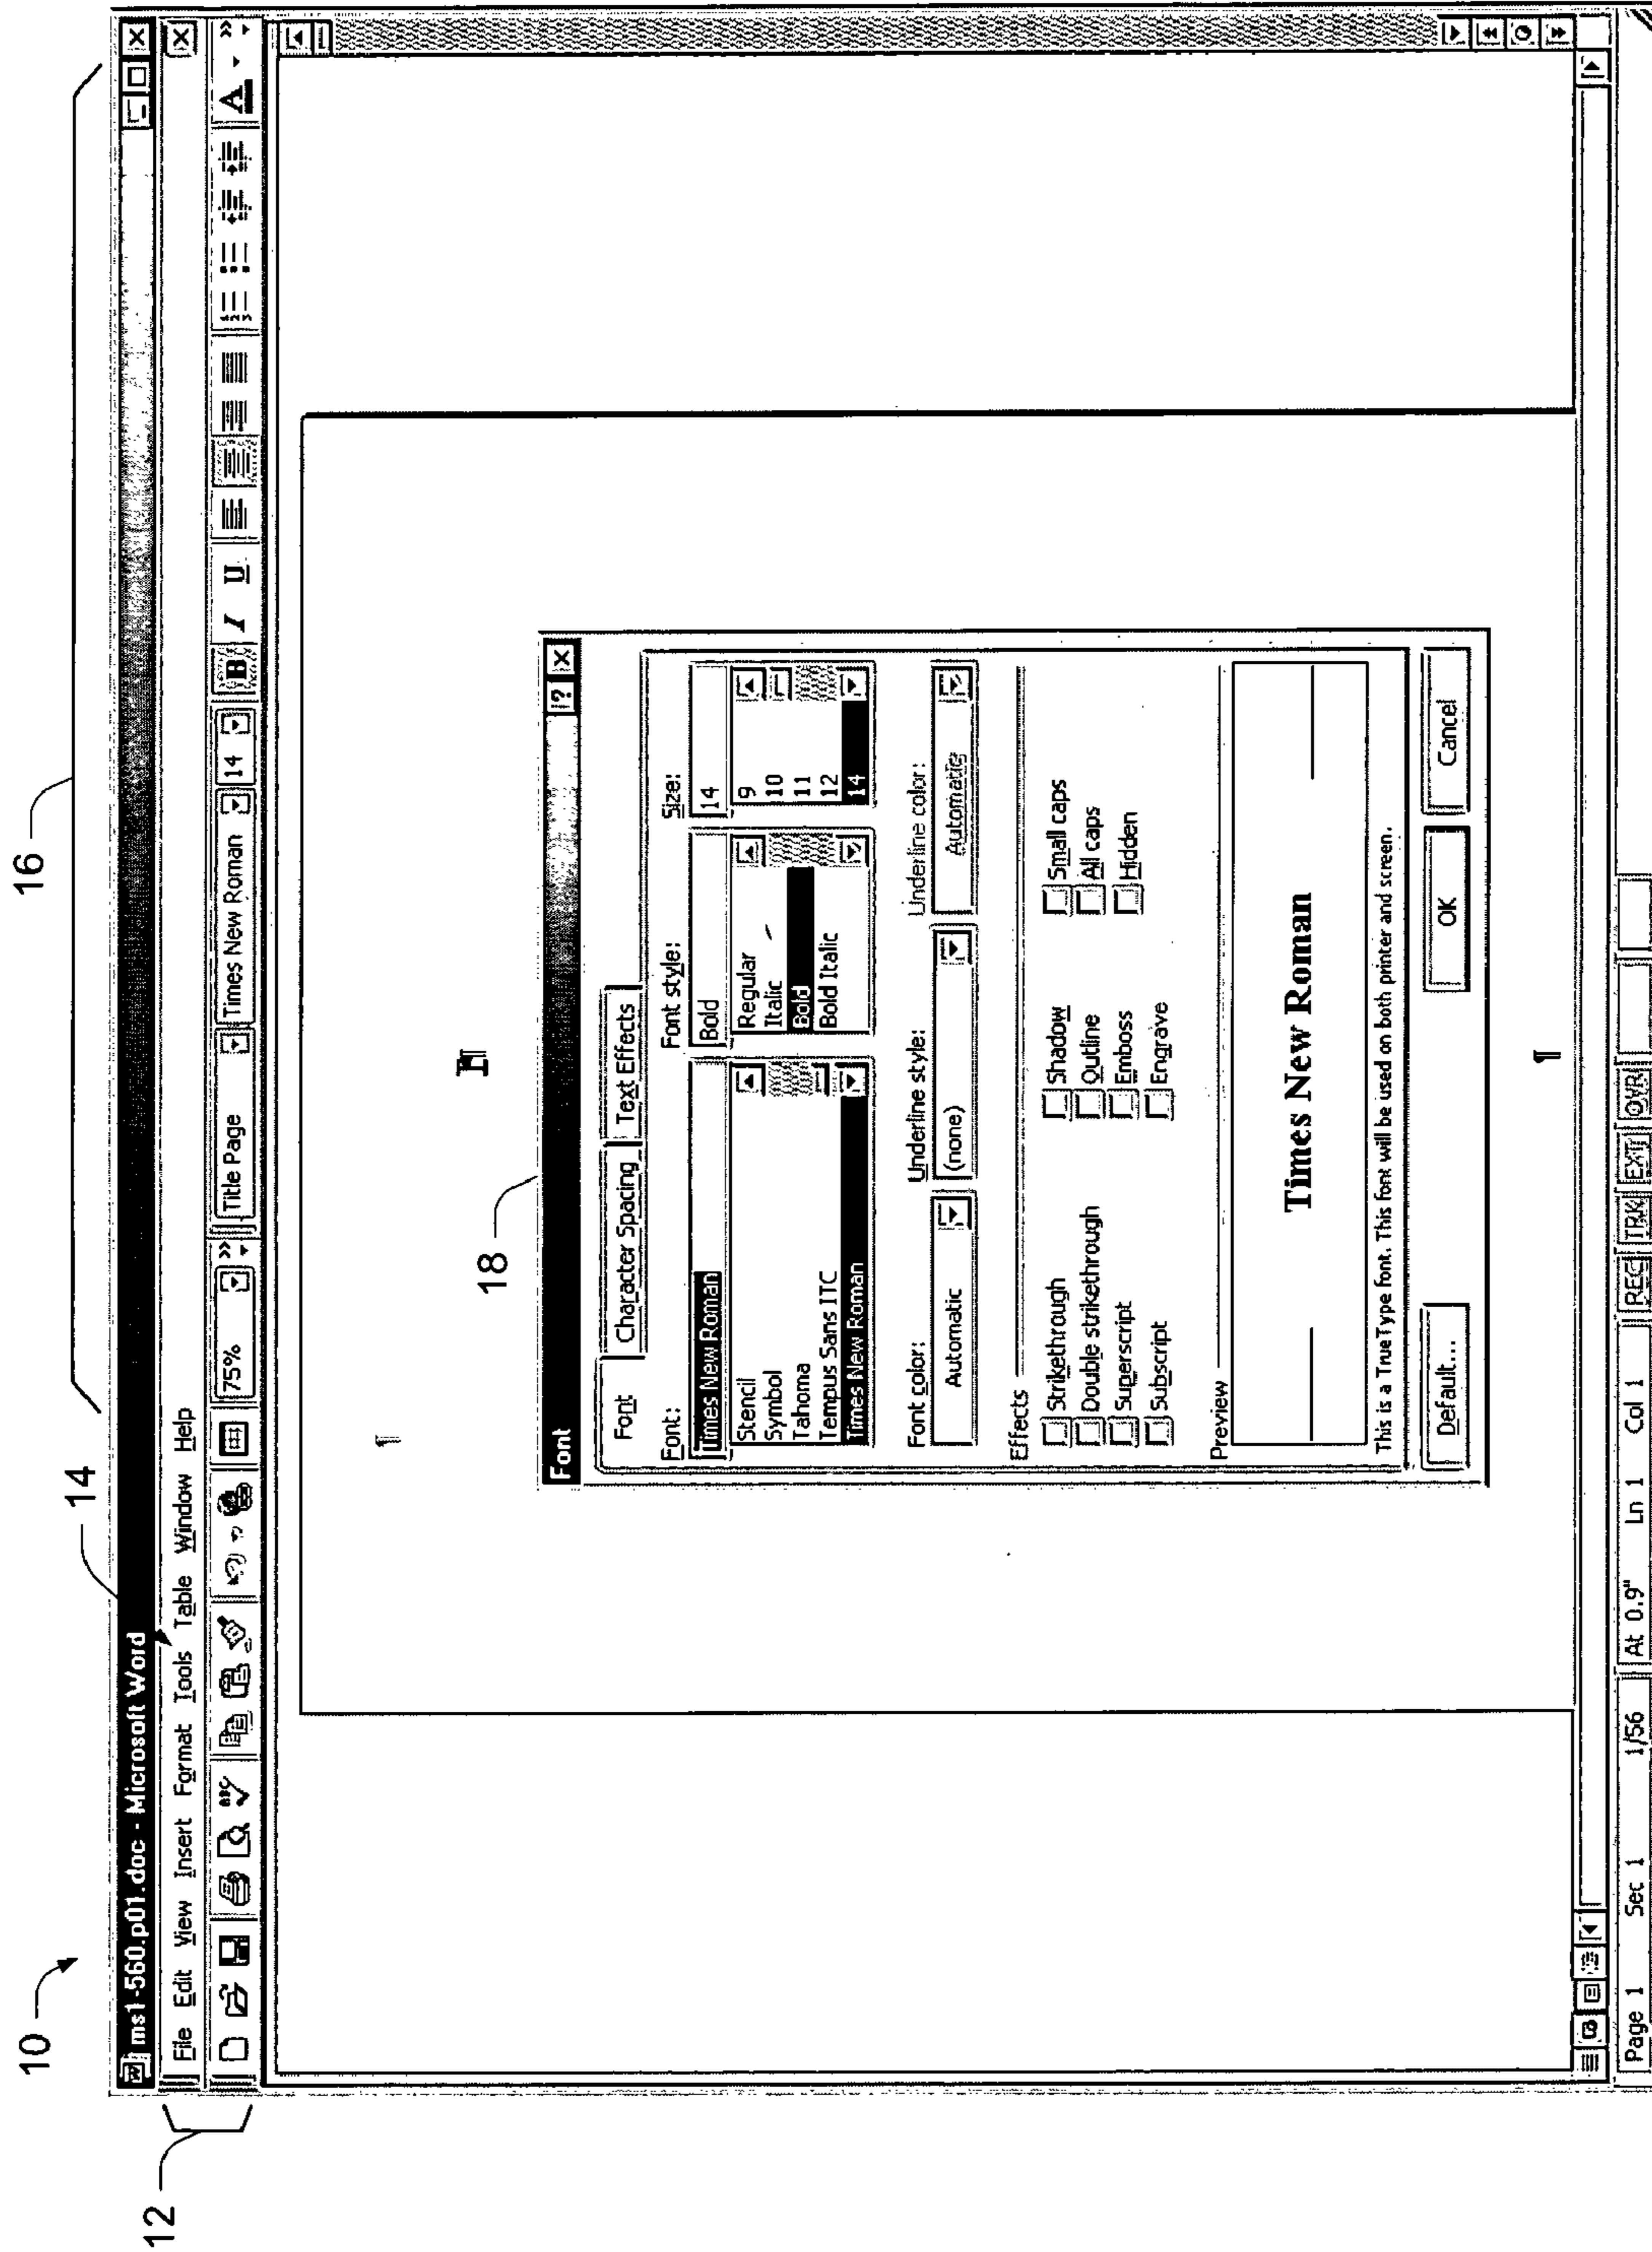 10
12
14
16
18
ms1-560.p01.doc - Microsoft Word
File Edit View Insert Format Tools Table Window Help
75% Title Page Times New Roman 14 B I U A
Font
Font Character Spacing Text Effects
Font: Font style: Size:
Times New Roman Bold 14
Stencil Regular 9
Symbol Italic 10
Tahoma Bold 11
Tempus Sans ITC Bold Italic 12
Times New Roman 14
Font color: Underline style: Underline color:
Automatic (none) Automatic
Effects
Strikethrough Shadow Small caps
Double strikethrough Outline All caps
Superscript Emboss Hidden
Subscript Engrave
Preview
Times New Roman
This is a TrueType font. This font will be used on both printer and screen.
Default... OK Cancel
Page 1 Sec 1 1/56 At 0.9" Ln 1 Col 1 REC TRK EXT OVR